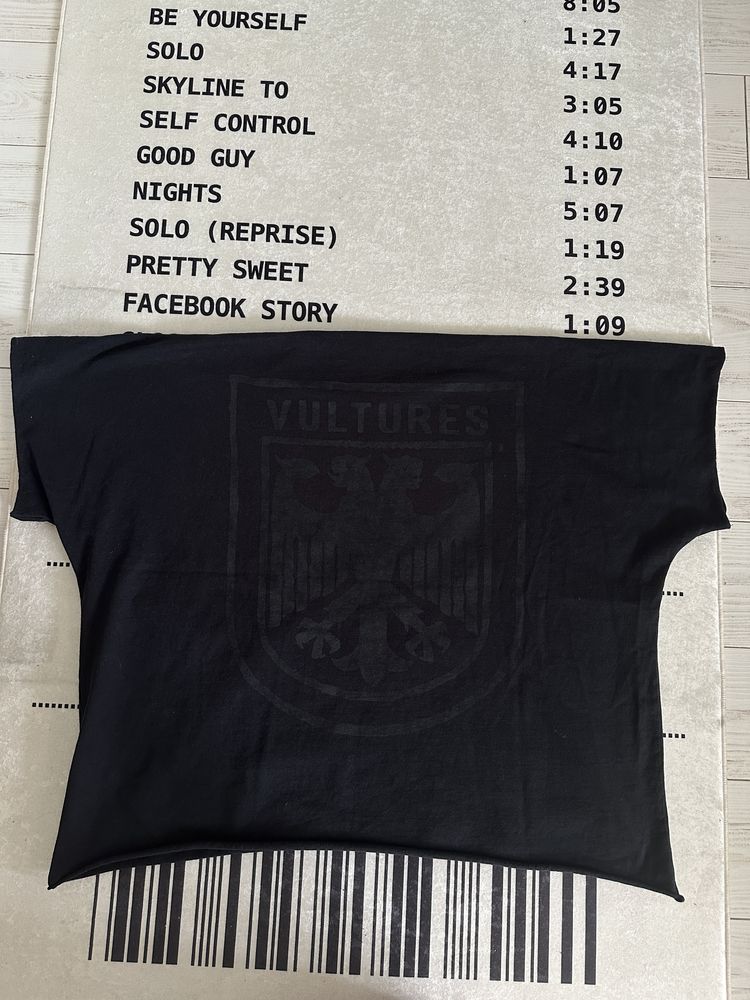 8:05
BE YOURSELF 1:27
SOLO 4:17
SKYLINE TO 3:05
SELF CONTROL 4:10
GOOD GUY 1:07
NIGHTS 5:07
SOLO (REPRISE) 1:19
PRETTY SWEET 2:39
FACEBOOK STORY 1:09
VULTURES